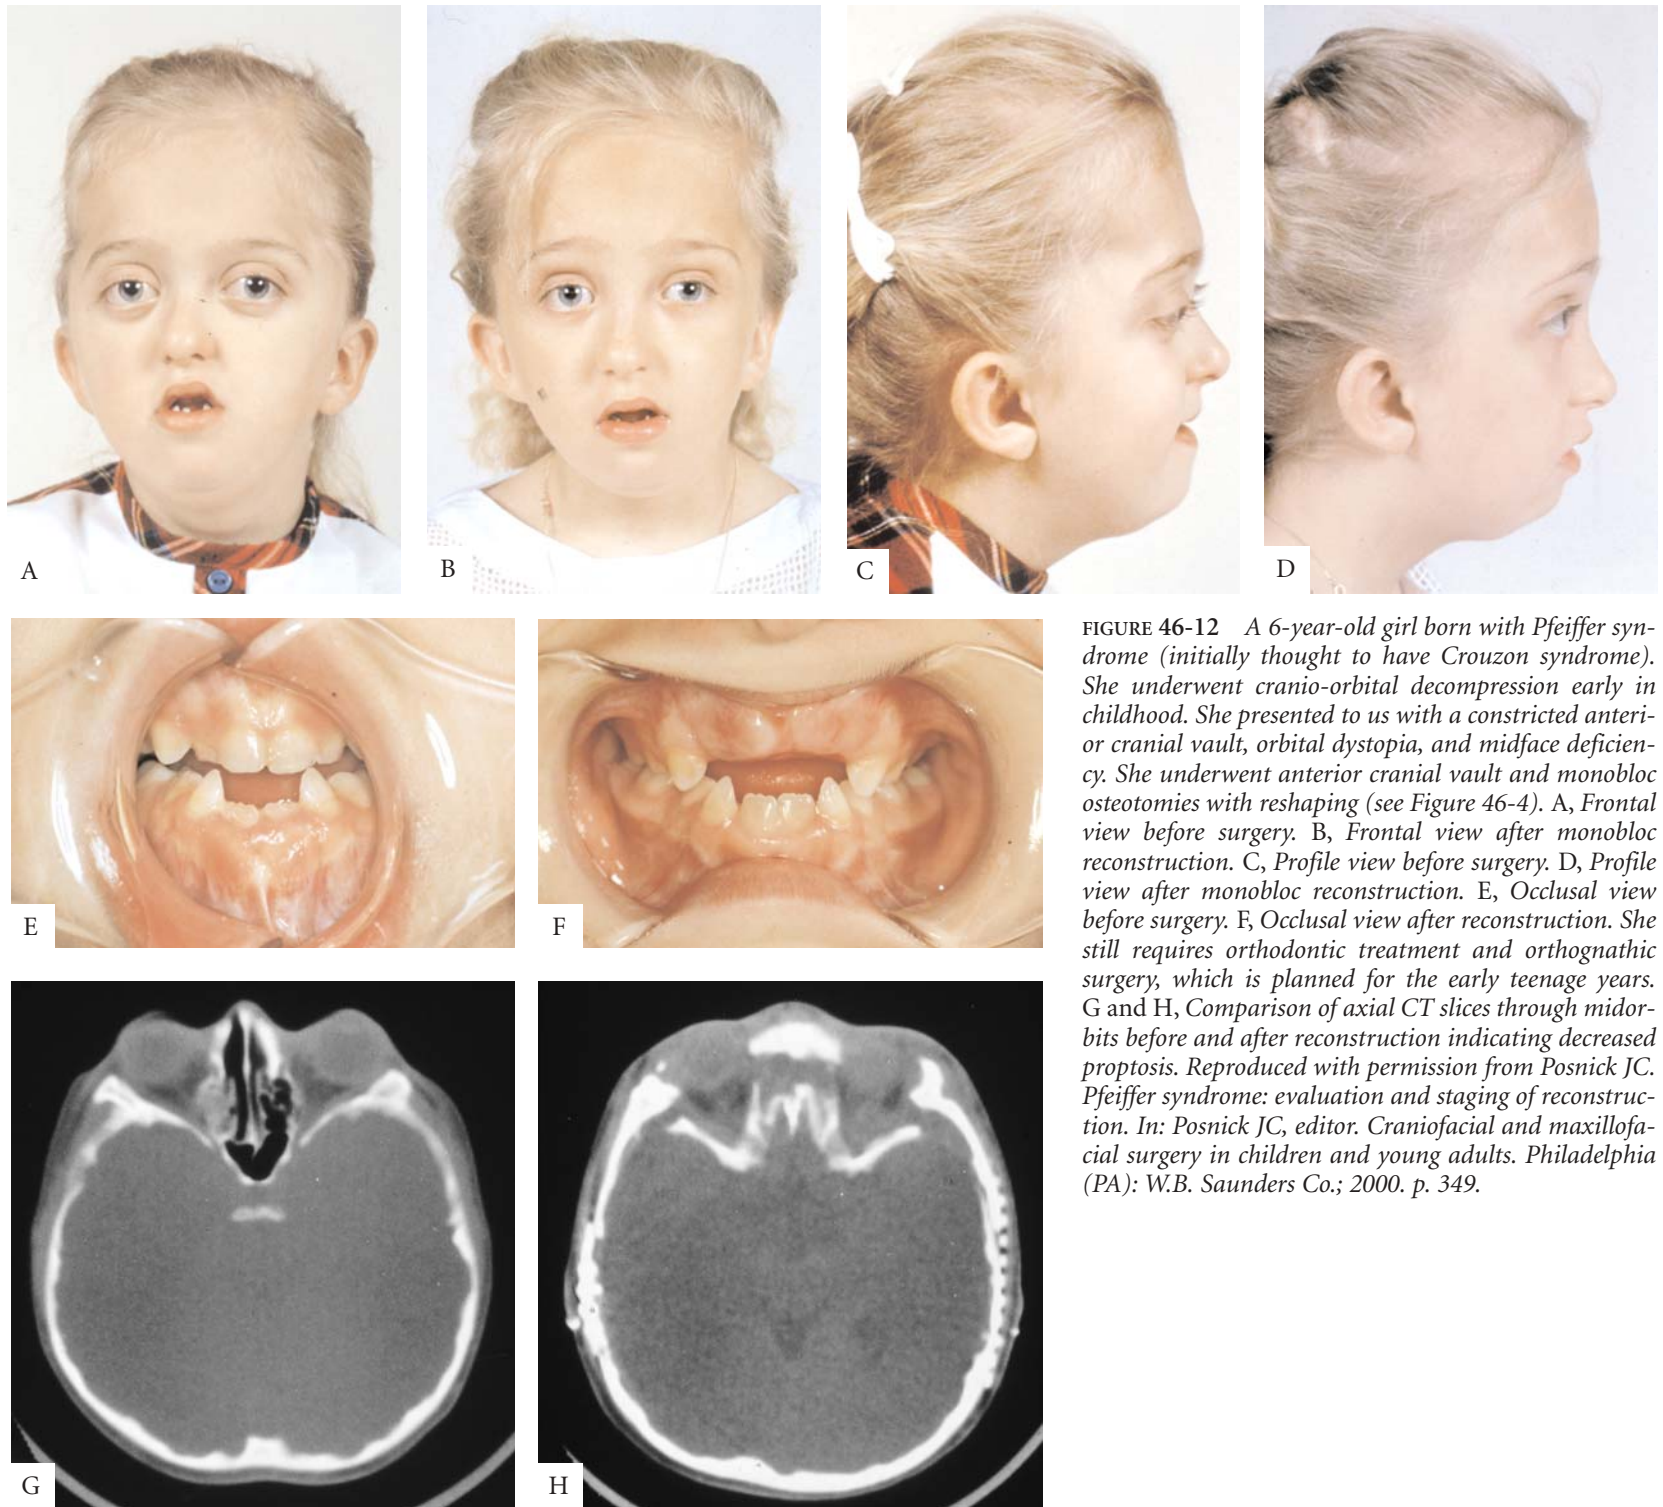 A
B
C
D
E
F
G
H
FIGURE 46-12 A 6-year-old girl born with Pfeiffer syn-
drome (initially thought to have Crouzon syndrome).
She underwent cranio-orbital decompression early in
childhood. She presented to us with a constricted anteri-
or cranial vault, orbital dystopia, and midface deficien-
cy. She underwent anterior cranial vault and monobloc
osteotomies with reshaping (see Figure 46-4). A, Frontal
view before surgery. B, Frontal view after monobloc
reconstruction. C, Profile view before surgery. D, Profile
view after monobloc reconstruction. E, Occlusal view
before surgery. F, Occlusal view after reconstruction. She
still requires orthodontic treatment and orthognathic
surgery, which is planned for the early teenage years.
G and H, Comparison of axial CT slices through midor-
bits before and after reconstruction indicating decreased
proptosis. Reproduced with permission from Posnick JC.
Pfeiffer syndrome: evaluation and staging of reconstruc-
tion. In: Posnick JC, editor. Craniofacial and maxillofa-
cial surgery in children and young adults. Philadelphia
(PA): W.B. Saunders Co.; 2000. p. 349.